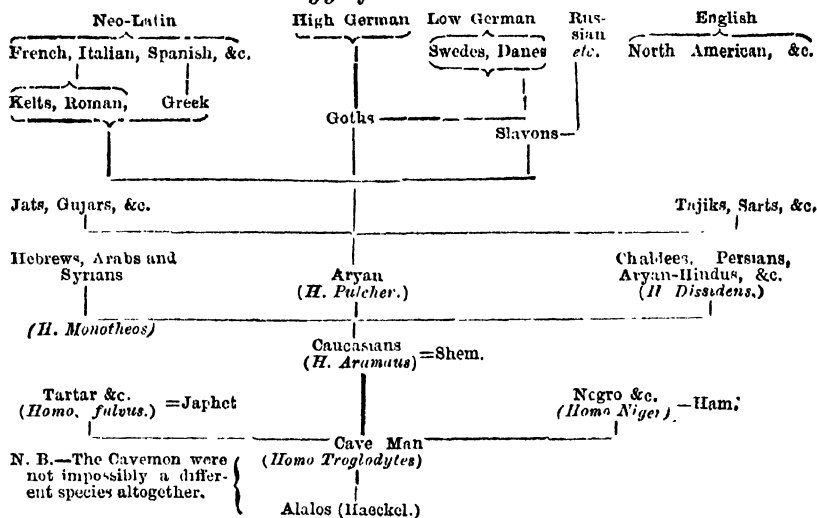 Neo-Latin High German Low German Rus- English
French, Italian, Spanish, &c. Swedes, Danes sian North American, &c.
etc.
Kelts, Roman, Greek
Goths
Slavons
Jats, Gujars, &c. Tajiks, Sarts, &c.
Hebrews, Arabs and Chaldees, Persians,
Syrians Aryan Aryan-Hindus, &c.
(H. Pulcher.) (H Dissidens.)
(H. Monotheos)
Caucasians
(H. Aramæus) =Shem.
Tartar &c. Negro &c.
(Homo. fulvus.) =Japhet (Homo Niger) —Ham.
Cave Man
N. B.—The Cavemen were (Homo Troglodytes)
not impossibly a differ-
ent species altogether.
Alalos (Haeckel.)